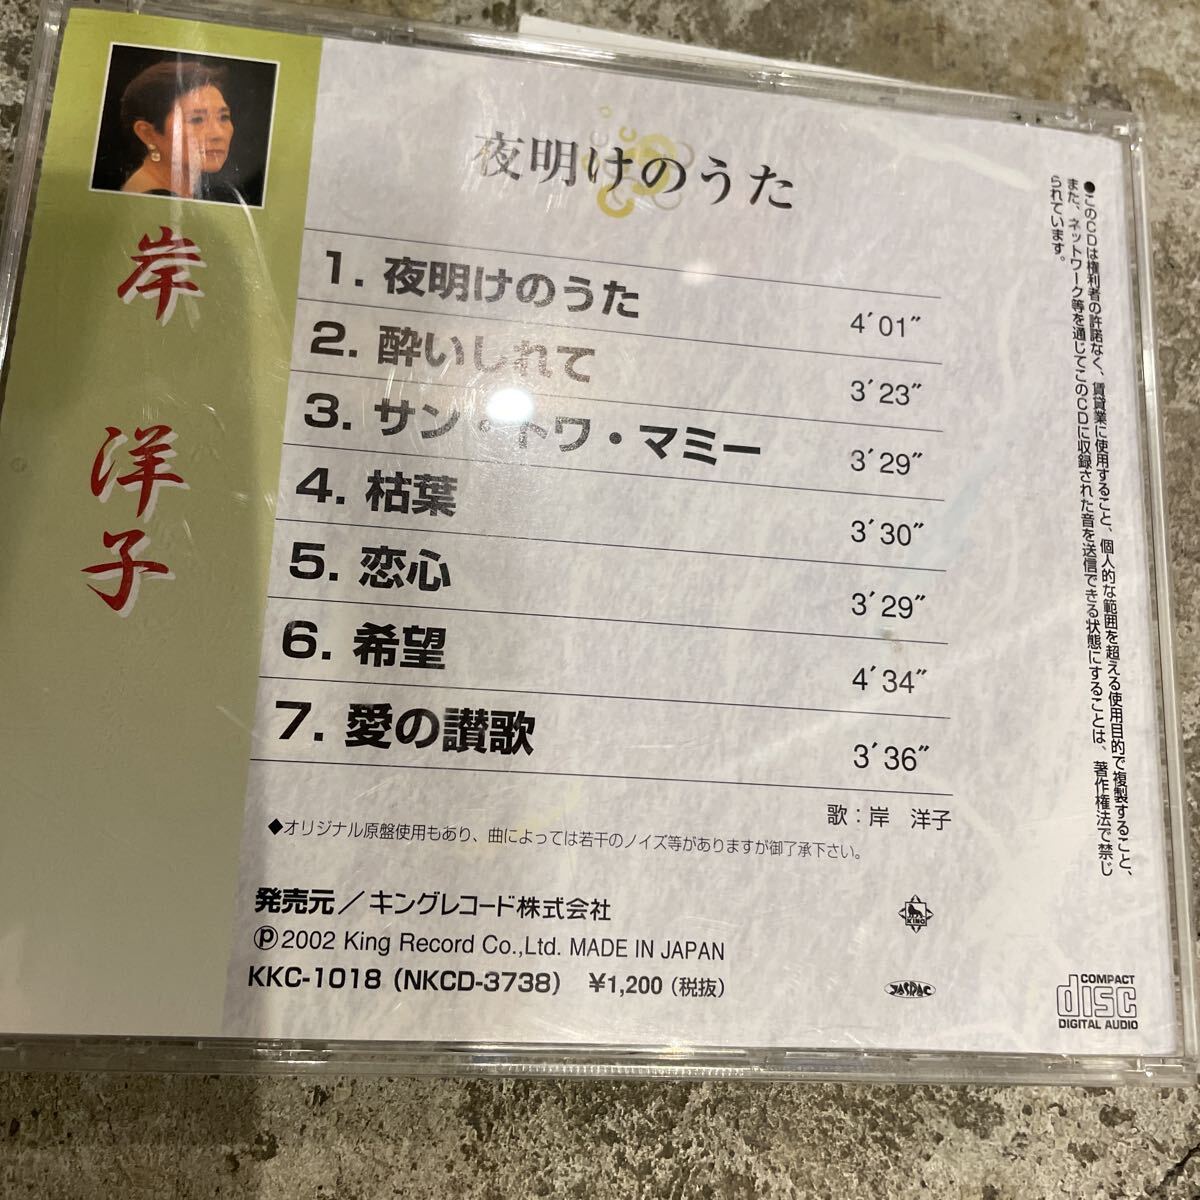 岸 洋子
夜明けのうた
1. 夜明けのうた 4′01″
2. 酔いしれて 3′23″
3. サン・トワ・マミー 3′29″
4. 枯葉 3′30″
5. 恋心 3′29″
6. 希望 4′34″
7. 愛の讃歌 3′36″
歌：岸 洋子
◆オリジナル原盤使用もあり、曲によっては若干のノイズ等がありますが御了承下さい。
発売元／キングレコード株式会社
Ⓟ2002 King Record Co.,Ltd. MADE IN JAPAN
KKC-1018 (NKCD-3738) ¥1,200 (税抜)
KING
JASRAC
COMPACT
disc
DIGITAL AUDIO
●このCDは権利者の許諾なく、賃貸業に使用すること、個人的な範囲を超える使用目的で複製すること、
また、ネットワーク等を通じてこのCDに収録された音を送信できる状態にすることは、著作権法で禁じ
られています。